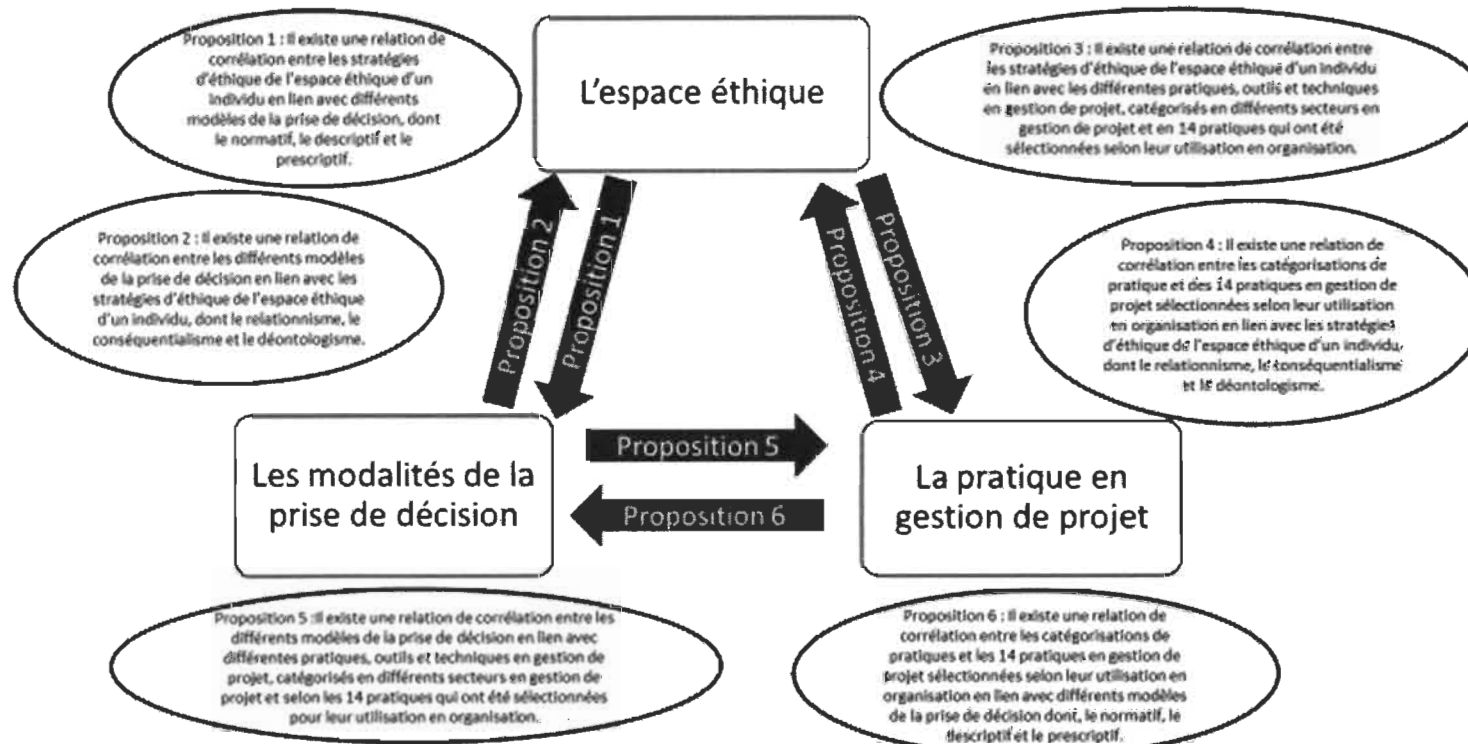 Proposition 1 : Il existe une relation de
corrélation entre les stratégies
d'éthique de l'espace éthique d'un
individu en lien avec différents
modèles de la prise de décision, dont
le normatif, le descriptif et le
prescriptif.
L'espace éthique
Proposition 3 : Il existe une relation de corrélation entre
les stratégies d'éthique de l'espace éthique d'un individu
en lien avec les différentes pratiques, outils et techniques
en gestion de projet, catégorisés en différents secteurs en
gestion de projet et en 14 pratiques qui ont été
sélectionnées selon leur utilisation en organisation.
Proposition 2 : Il existe une relation de
corrélation entre les différents modèles
de la prise de décision en lien avec les
stratégies d'éthique de l'espace éthique
d'un individu, dont le relationnisme, le
conséquentialisme et le déontologisme.
Proposition 2
Proposition 1
Proposition 4
Proposition 3
Proposition 4 : Il existe une relation de
corrélation entre les catégorisations de
pratique et des 14 pratiques en gestion de
projet sélectionnées selon leur utilisation
en organisation en lien avec les stratégies
d'éthique de l'espace éthique d'un individu,
dont le relationnisme, le conséquentialisme
et le déontologisme.
Les modalités de la
prise de décision
Proposition 5
Proposition 6
La pratique en
gestion de projet
Proposition 5 :Il existe une relation de corrélation entre les
différents modèles de la prise de décision en lien avec
différentes pratiques, outils et techniques en gestion de
projet, catégorisés en différents secteurs en gestion de
projet et selon les 14 pratiques qui ont été sélectionnées
pour leur utilisation en organisation.
Proposition 6 : Il existe une relation de
corrélation entre les catégorisations de
pratiques et les 14 pratiques en gestion de
projet sélectionnées selon leur utilisation en
organisation en lien avec différents modèles
de la prise de décision dont, le normatif, le
descriptif et le prescriptif.